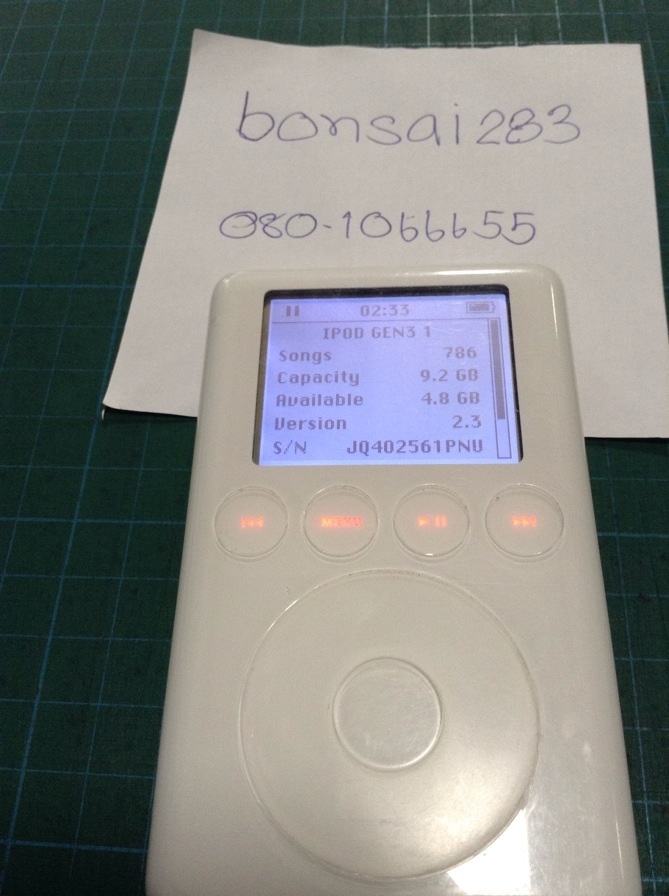 bonsai283
080-1066655
02:33
IPOD GEN3 1
Songs 786
Capacity 9.2 GB
Available 4.8 GB
Version 2.3
S/N JQ402561PNU
MENU